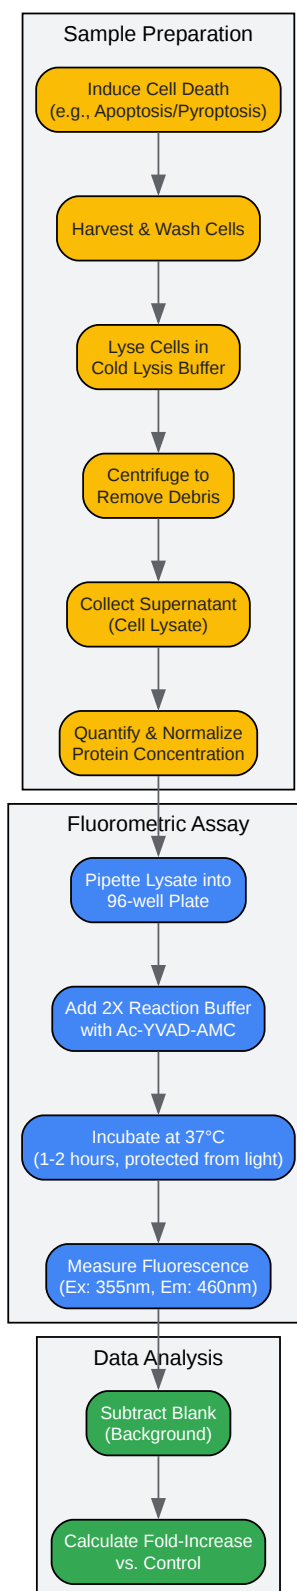 Sample Preparation
Induce Cell Death
(e.g., Apoptosis/Pyroptosis)
Harvest & Wash Cells
Lyse Cells in
Cold Lysis Buffer
Centrifuge to
Remove Debris
Collect Supernatant
(Cell Lysate)
Quantify & Normalize
Protein Concentration
Fluorometric Assay
Pipette Lysate into
96-well Plate
Add 2X Reaction Buffer
with Ac-YVAD-AMC
Incubate at 37°C
(1-2 hours, protected from light)
Measure Fluorescence
(Ex: 355nm, Em: 460nm)
Data Analysis
Subtract Blank
(Background)
Calculate Fold-Increase
vs. Control